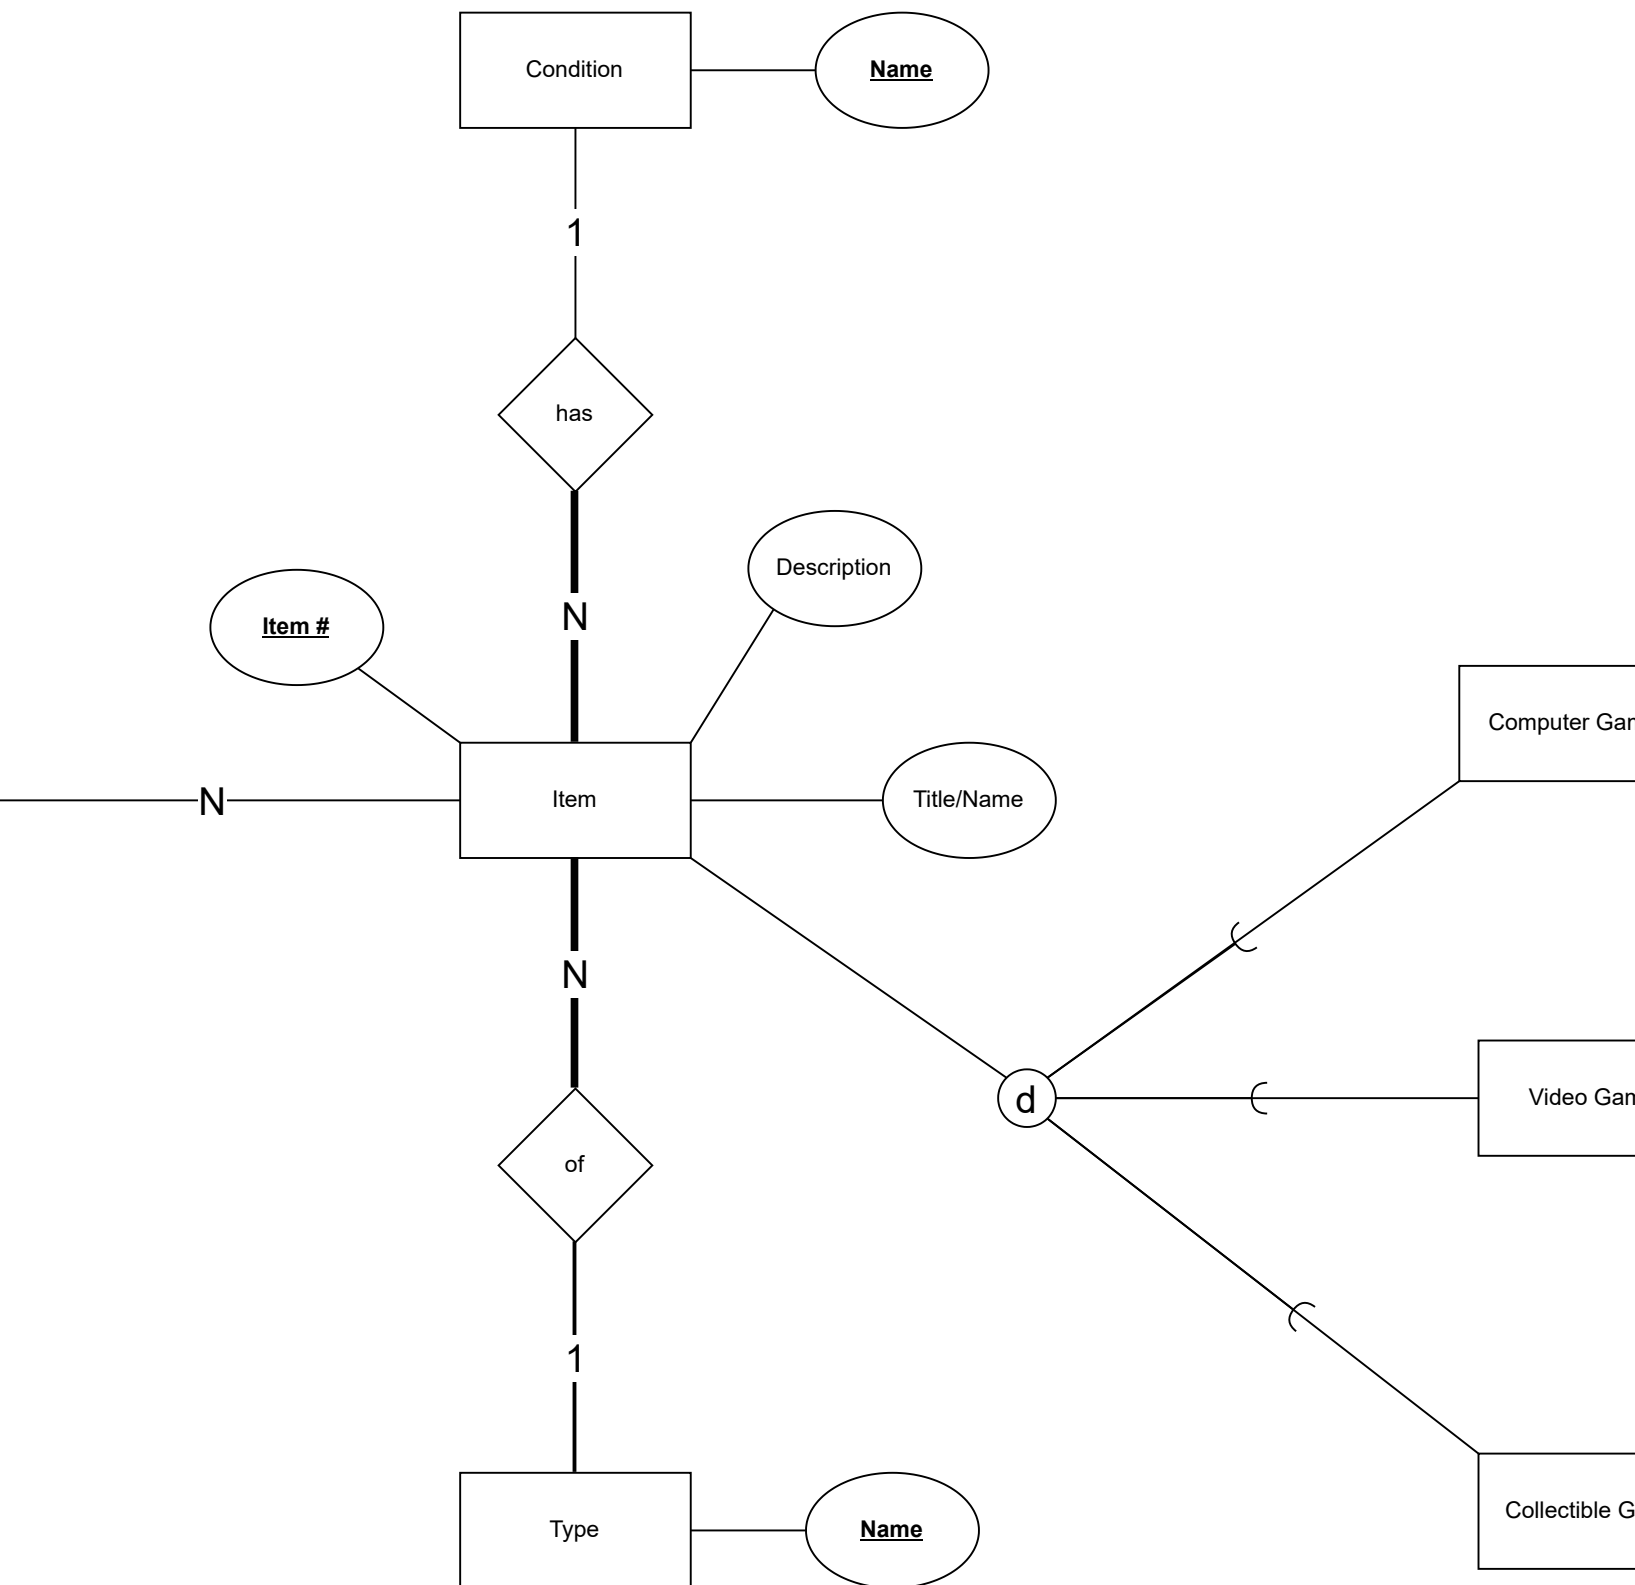 Condition
Name
1
has
Description
Item #
N
Computer Gan
N
Item
Title/Name
N
d
Video Gan
of
1
Collectible G
Type
Name